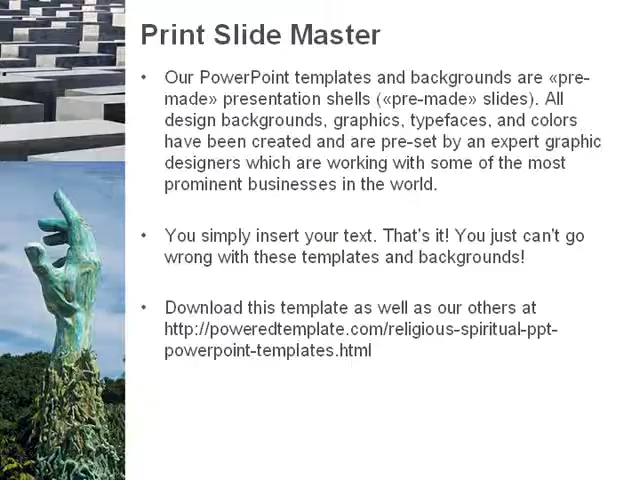 Print Slide Master
• Our PowerPoint templates and backgrounds are «pre-
made» presentation shells («pre-made» slides). All
design backgrounds, graphics, typefaces, and colors
have been created and are pre-set by an expert graphic
designers which are working with some of the most
prominent businesses in the world.
• You simply insert your text. That's it! You just can't go
wrong with these templates and backgrounds!
• Download this template as well as our others at
http://poweredtemplate.com/religious-spiritual-ppt-
powerpoint-templates.html